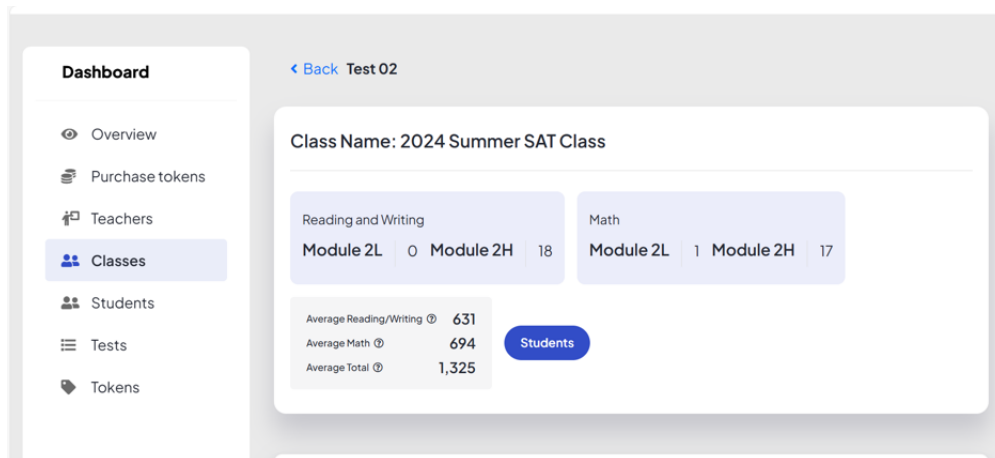 Dashboard
Overview
Purchase tokens
Teachers
Classes
Students
Tests
Tokens
Back Test 02
Class Name: 2024 Summer SAT Class
Reading and Writing
Module 2L 0 Module 2H 18
Math
Module 2L 1 Module 2H 17
Average Reading/Writing 631
Average Math 694
Average Total 1,325
Students